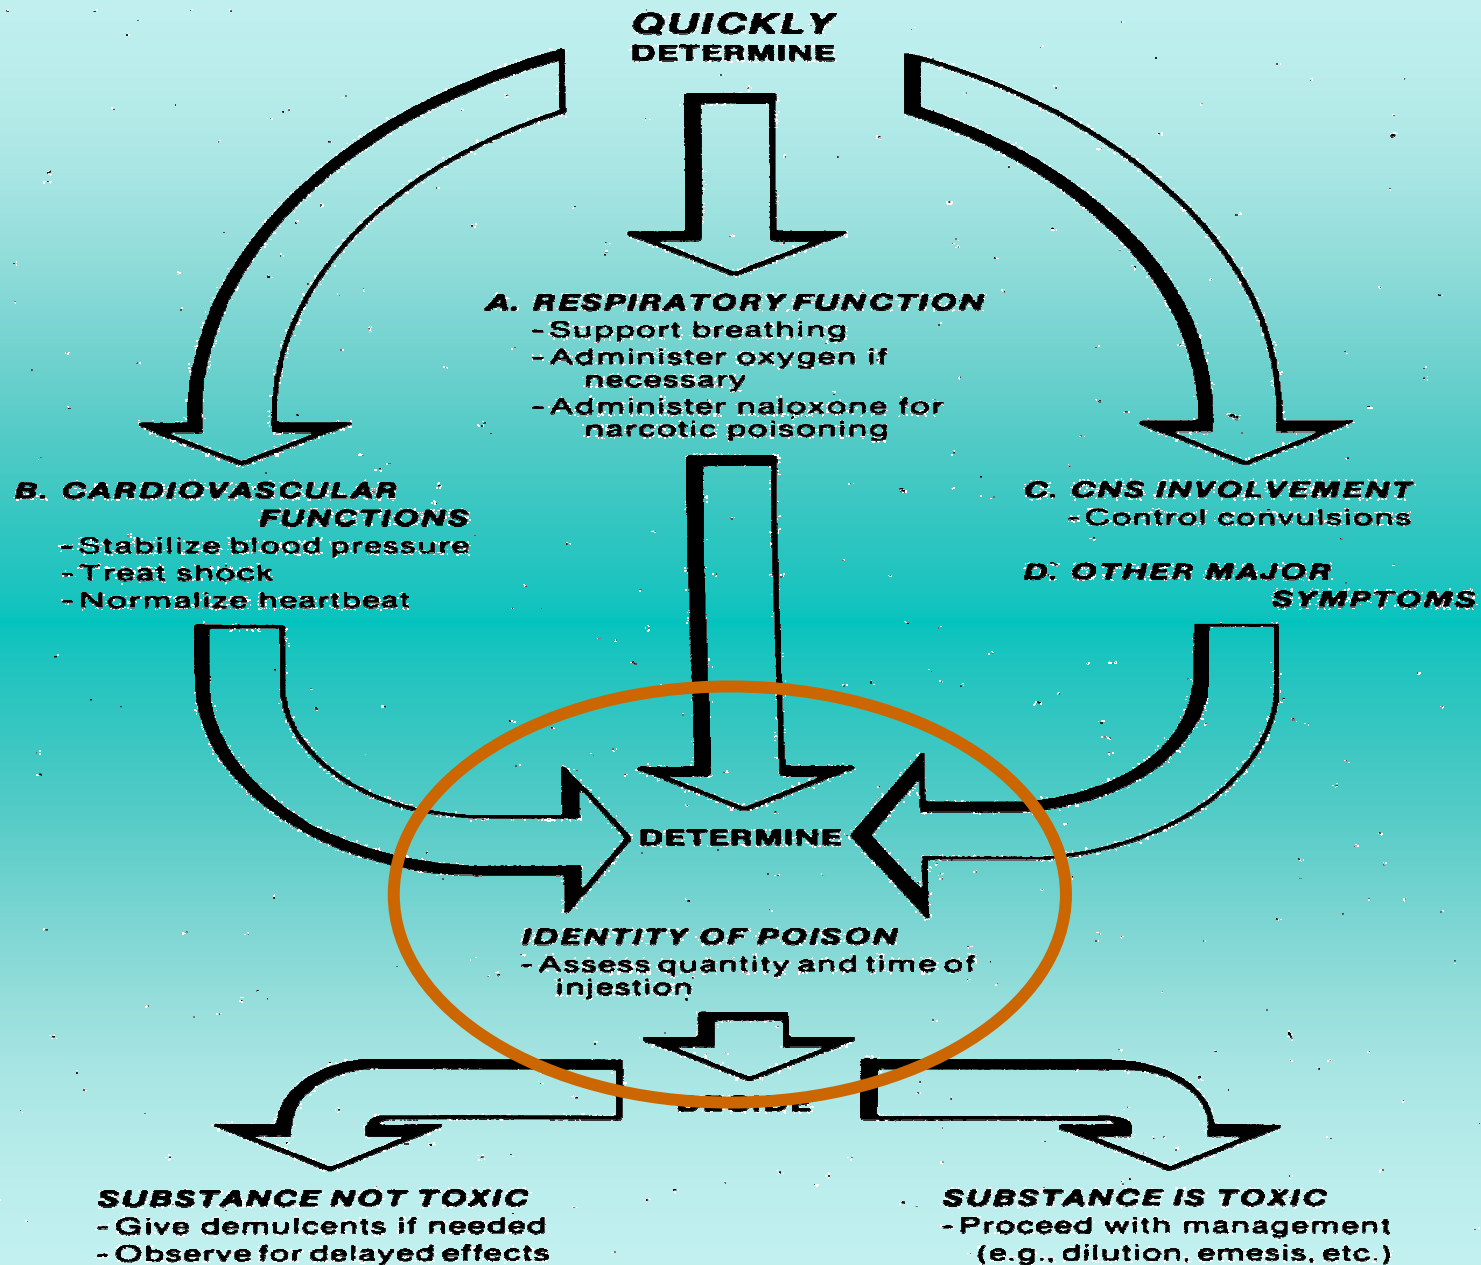 QUICKLY
DETERMINE
A. RESPIRATORY FUNCTION
-Support breathing
-Administer oxygen if
necessary
-Administer naloxone for
narcotic poisoning
B. CARDIOVASCULAR
FUNCTIONS
-Stabilize blood pressure
-Treat shock
-Normalize heartbeat
C. CNS INVOLVEMENT
-Control convulsions
D. OTHER MAJOR
SYMPTOMS
DETERMINE
IDENTITY OF POISON
-Assess quantity and time of
injestion
DECIDE
SUBSTANCE NOT TOXIC
-Give demulcents if needed
-Observe for delayed effects
SUBSTANCE IS TOXIC
-Proceed with management
(e.g., dilution, emesis, etc.)